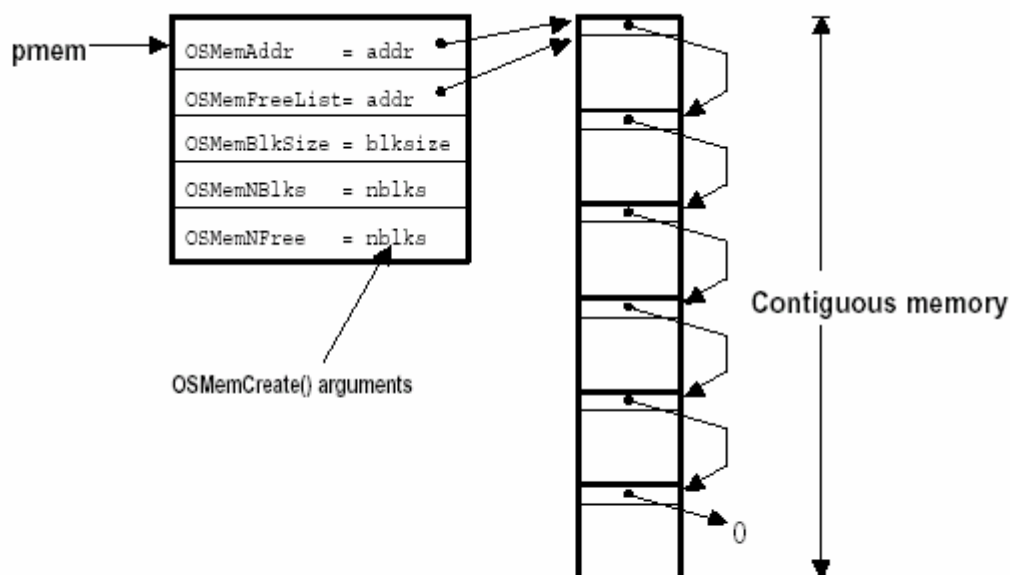 pmem
OSMemAddr = addr
OSMemFreeList= addr
OSMemBlkSize = blksize
OSMemNBlks = nblks
OSMemNFree = nblks
OSMemCreate() arguments
Contiguous memory
0